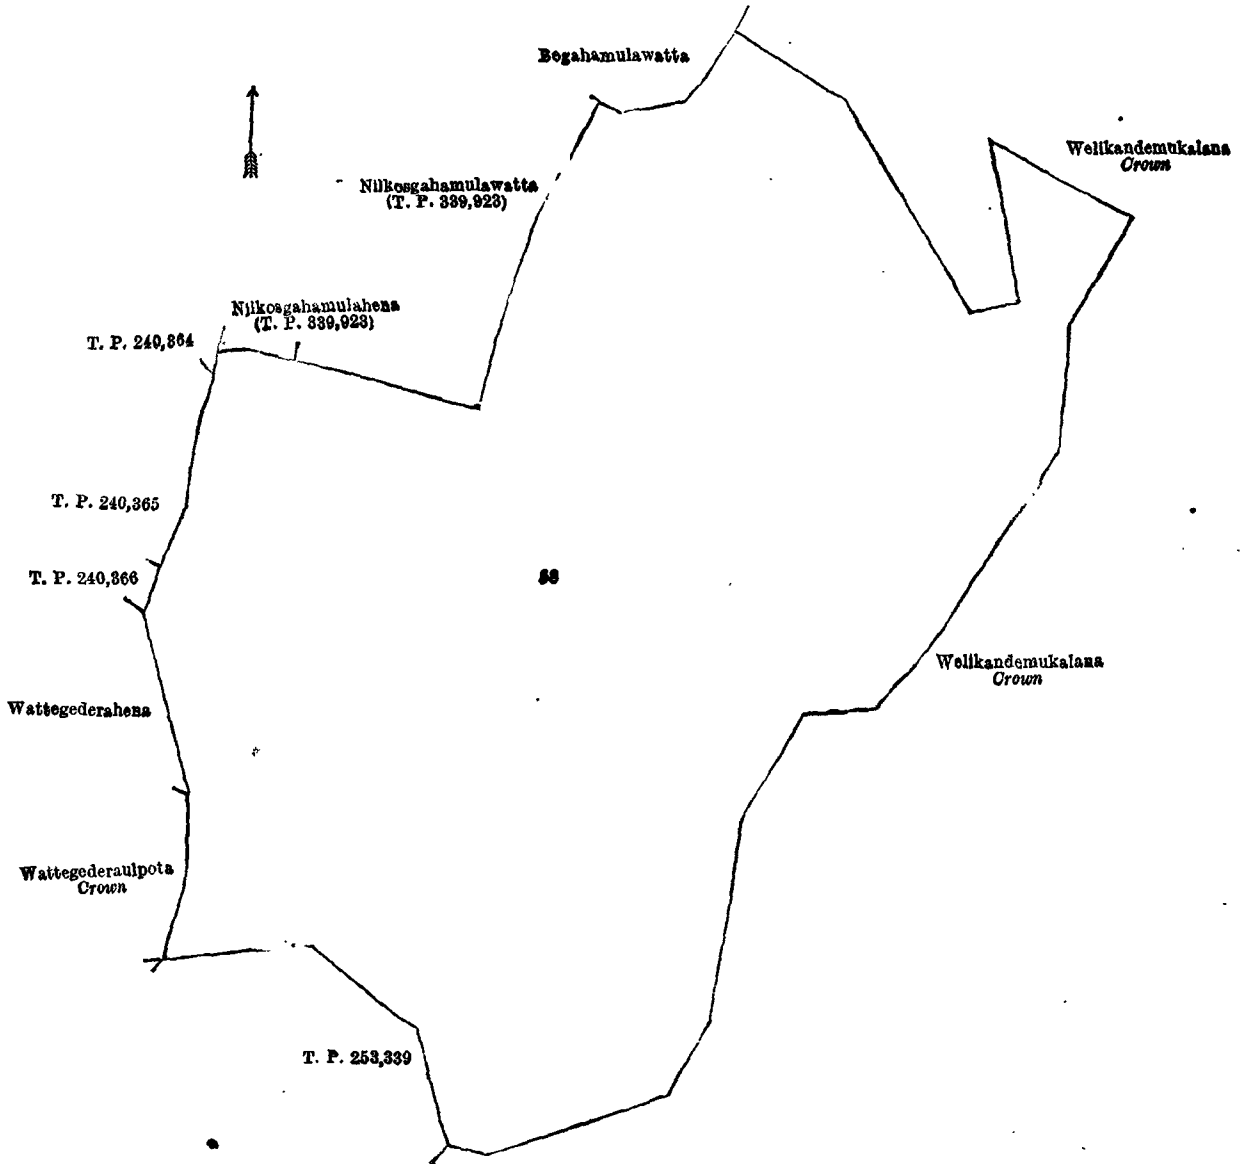 Bogahamulawatta
Welikandemukalana
Crown
Nilkosgahamulawatta
(T. P. 339,923)
Nilkosgahamulahena
(T. P. 339,923)
T. P. 240,364
T. P. 240,365
T. P. 240,366
Welikandemukalana
Crown
Wattegederahena
Wattegederaulpota
Crown
T. P. 253,339